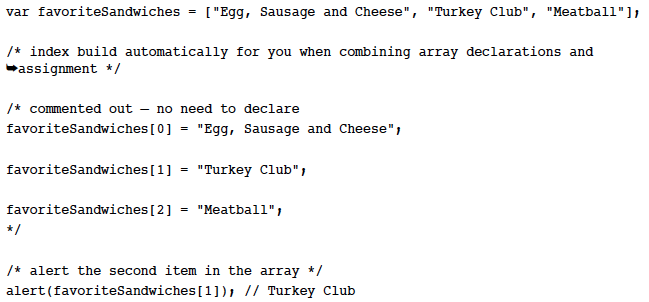 var favoriteSandwiches = ["Egg, Sausage and Cheese", "Turkey Club", "Meatball"];
/* index build automatically for you when combining array declarations and
➥assignment */
/* commented out — no need to declare
favoriteSandwiches[0] = "Egg, Sausage and Cheese";
favoriteSandwiches[1] = "Turkey Club";
favoriteSandwiches[2] = "Meatball";
*/
/* alert the second item in the array */
alert(favoriteSandwiches[1]); // Turkey Club